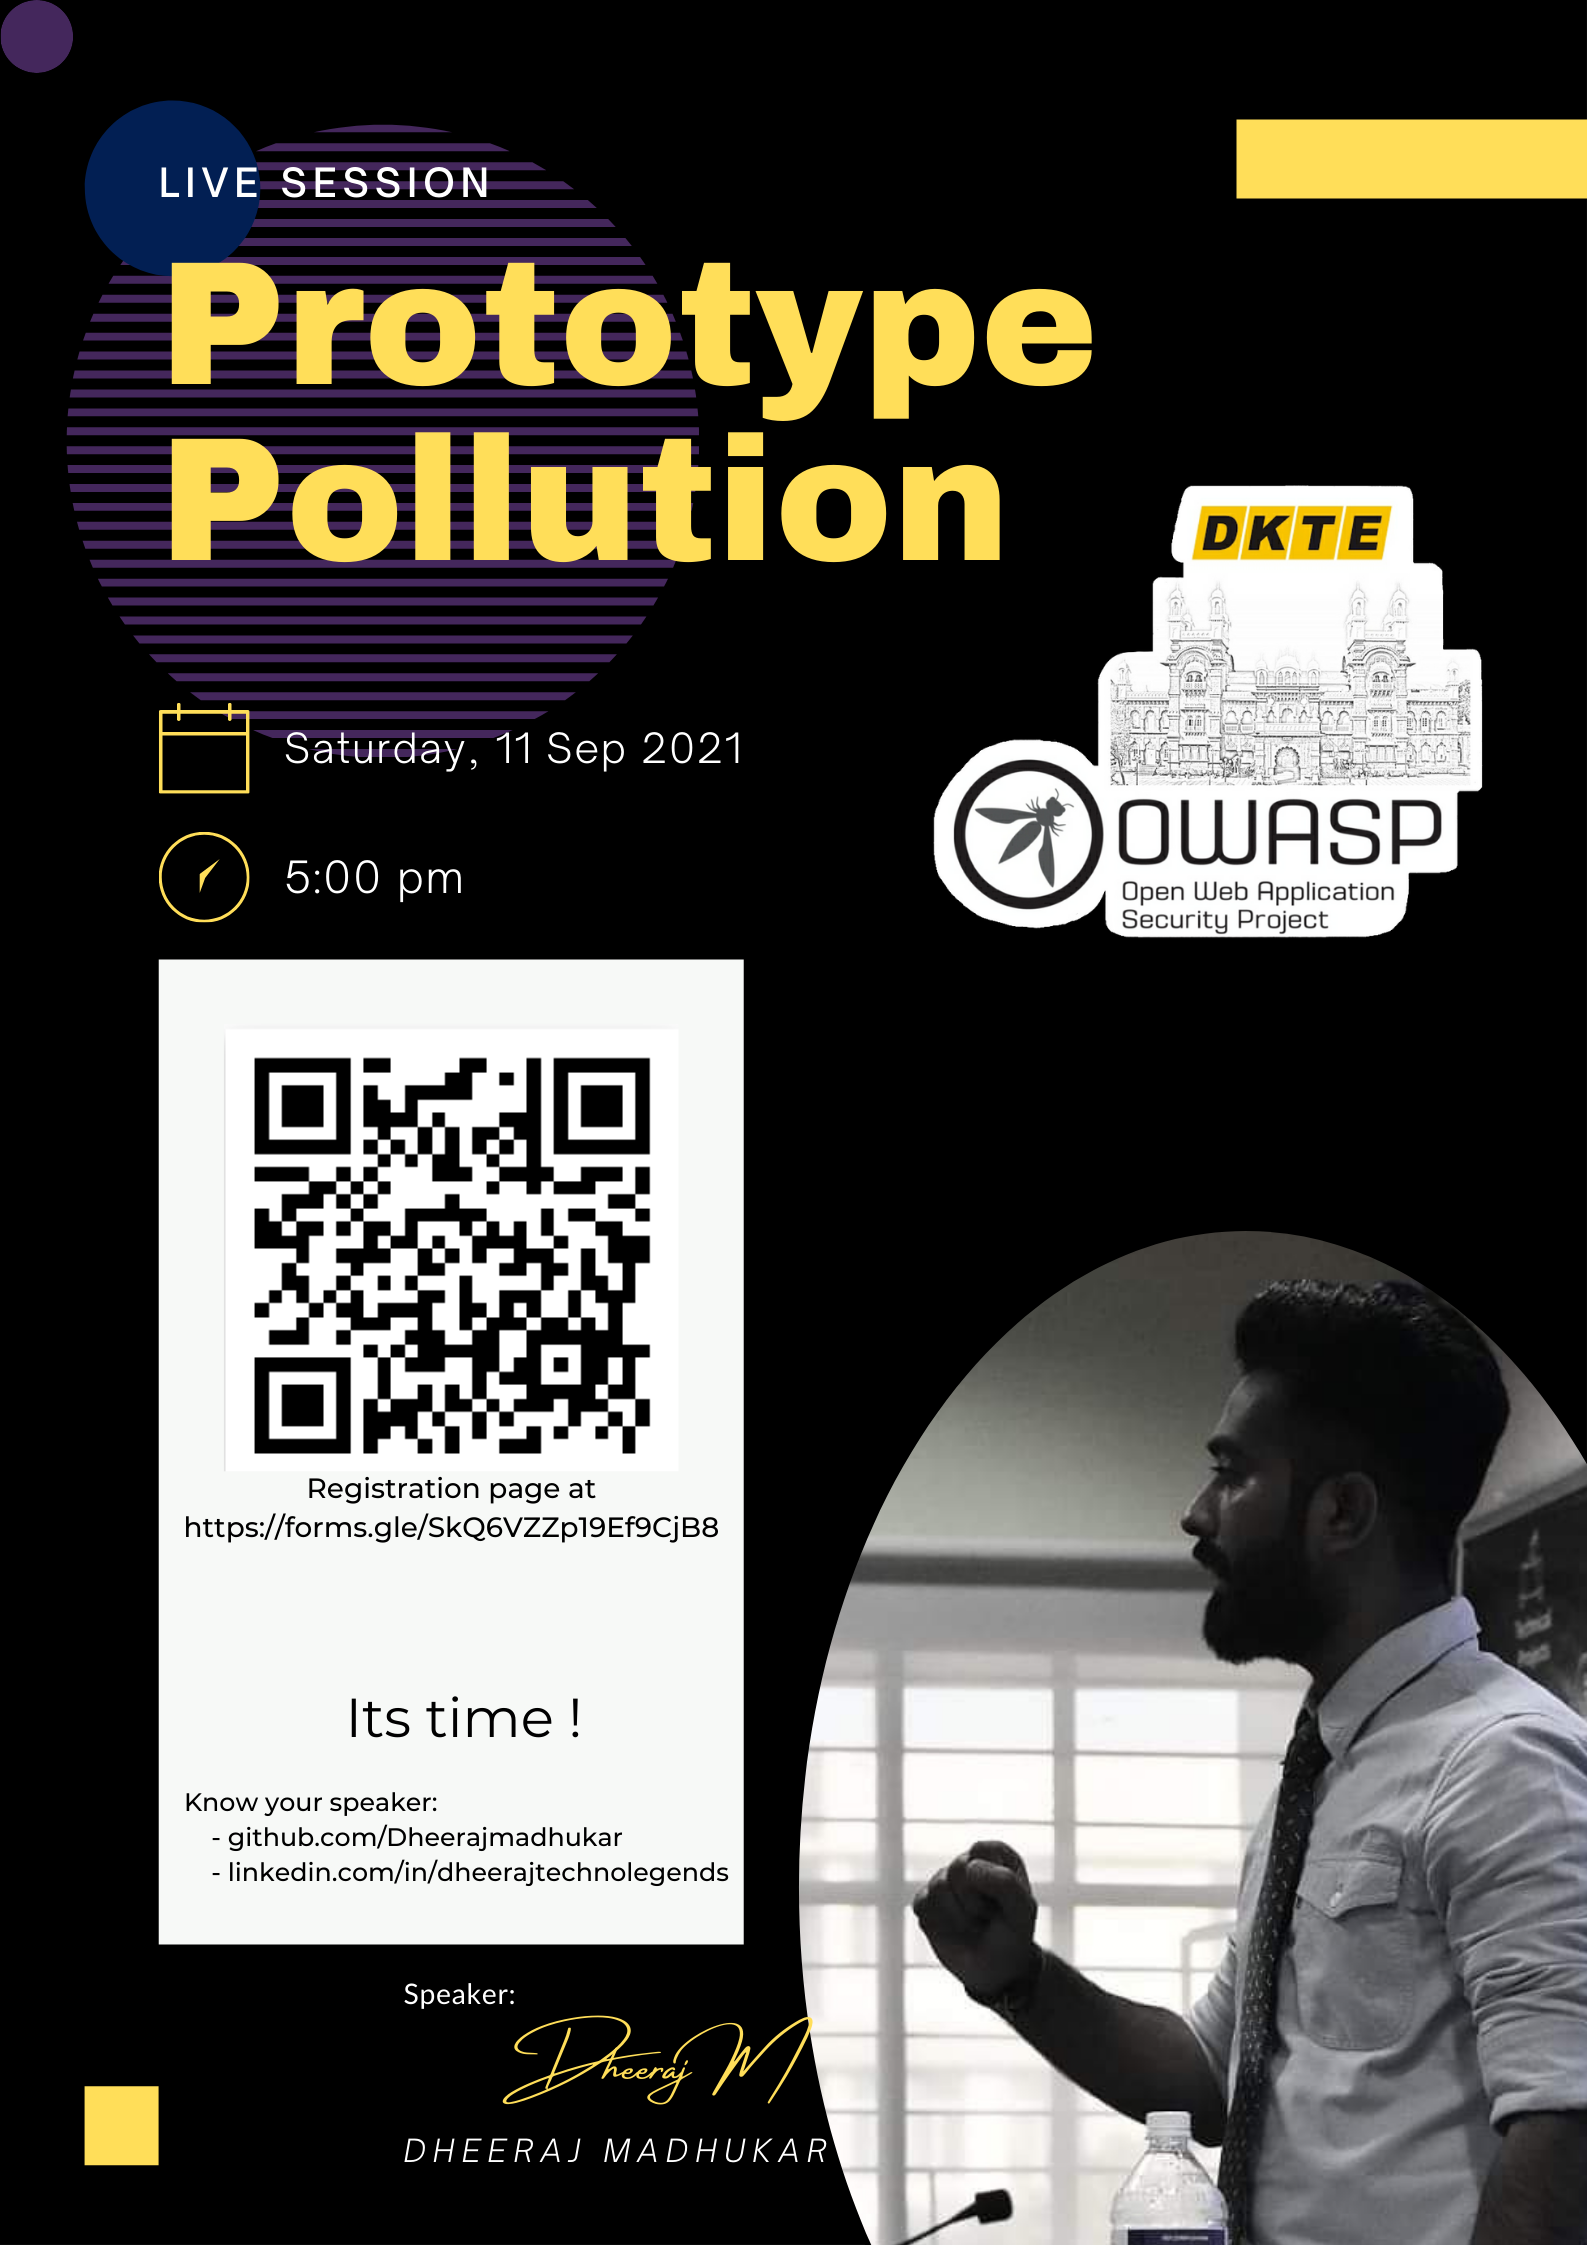 LIVE SESSION
Prototype
Pollution
DKTE
OWASP
Open Web Application
Security Project
Saturday, 11 Sep 2021
5:00 pm
Registration page at
https://forms.gle/SkQ6VZZp19Ef9CjB8
Its time !
Know your speaker:
- github.com/Dheerajmadhukar
- linkedin.com/in/dheerajtechnolegends
Speaker:
Dheeraj M
DHEERAJ MADHUKAR